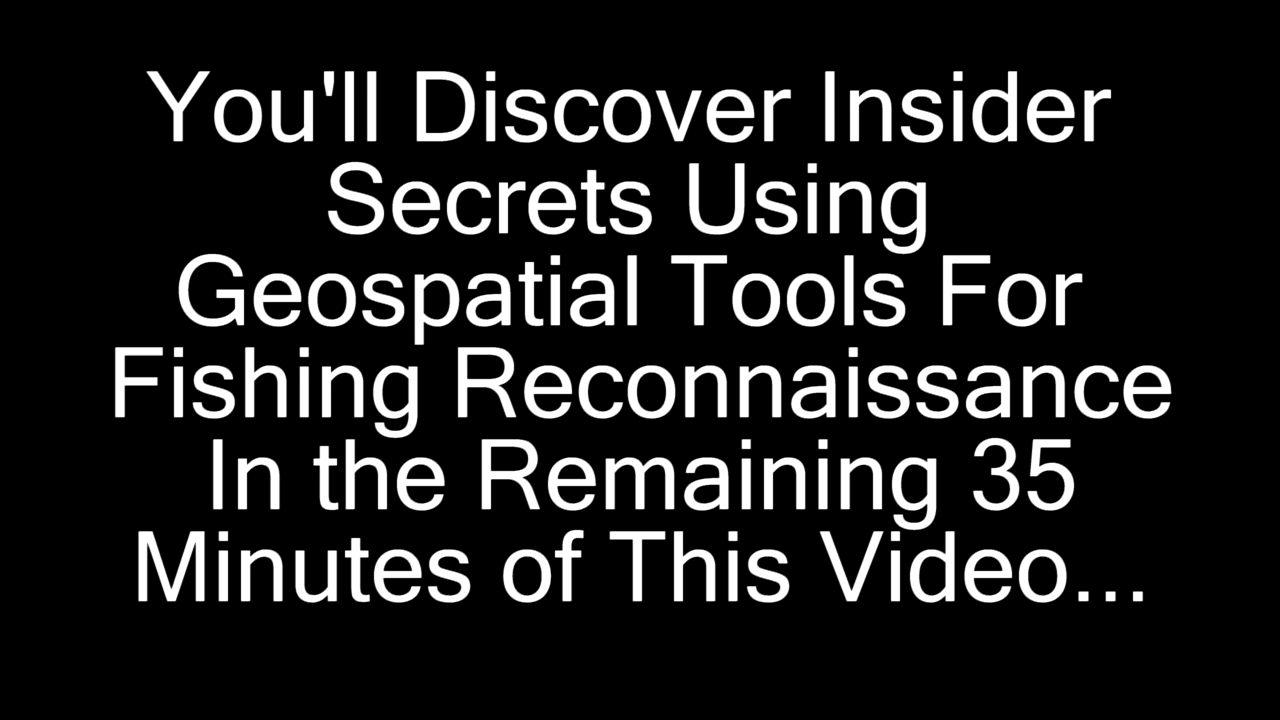 You'll Discover Insider
Secrets Using
Geospatial Tools For
Fishing Reconnaissance
In the Remaining 35
Minutes of This Video...